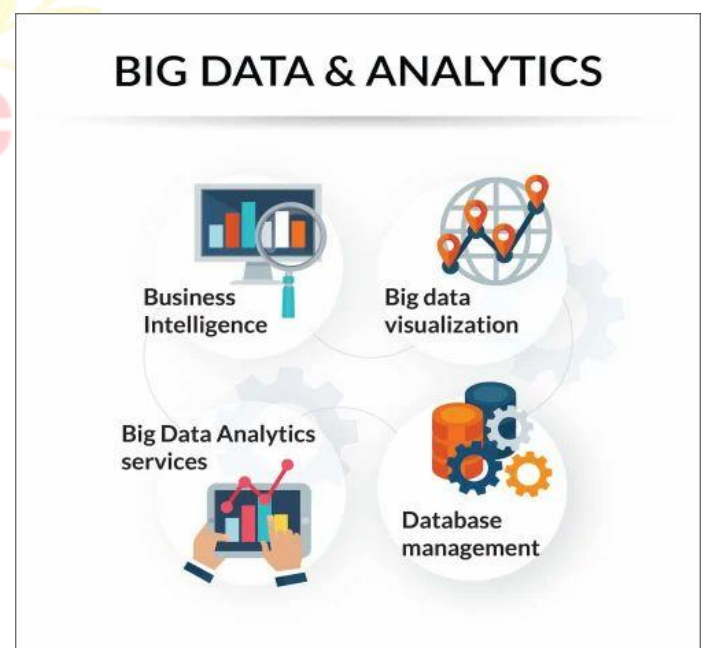 BIG DATA & ANALYTICS
Business
Intelligence
Big data
visualization
Big Data Analytics
services
Database
management